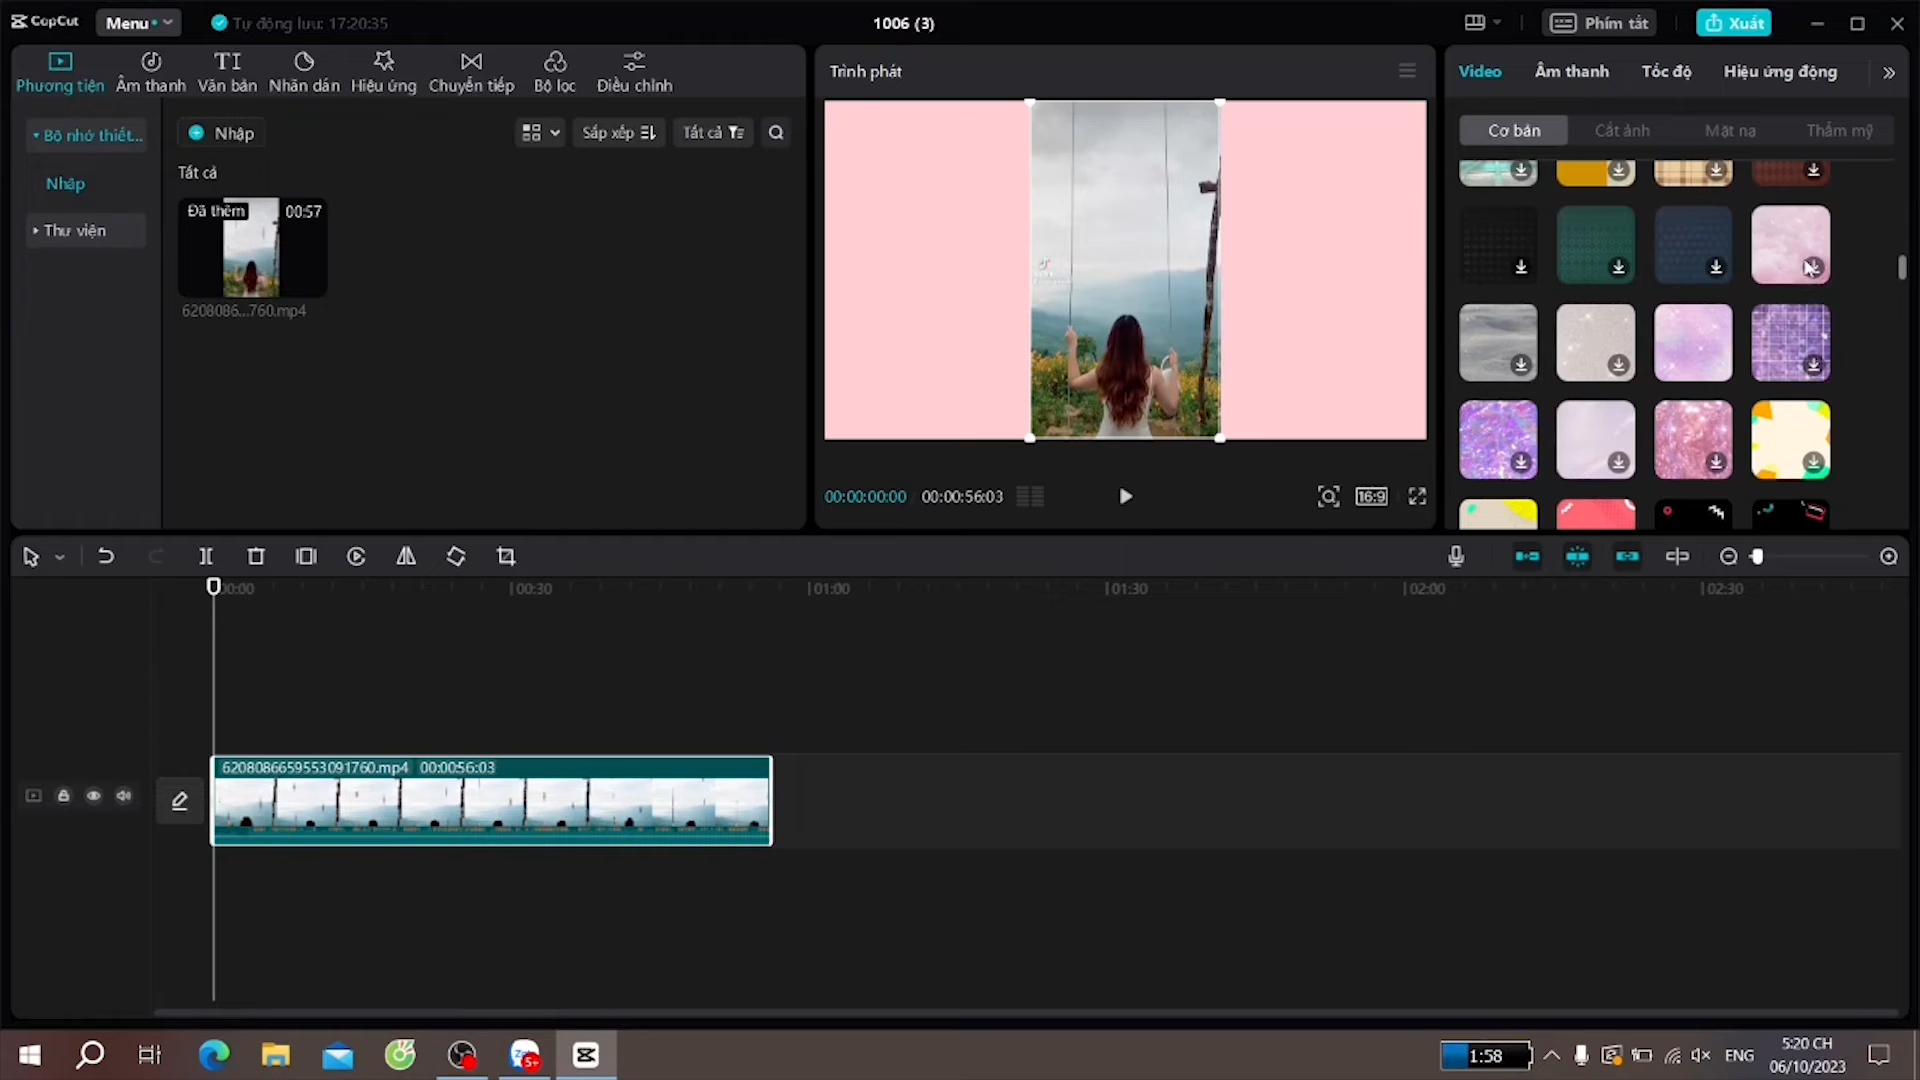 CapCut
Menu
Tự động lưu: 17:20:35
1006 (3)
Phím tắt
Xuất
Phương tiện
Âm thanh
Văn bản
Nhãn dán
Hiệu ứng
Chuyển tiếp
Bộ lọc
Điều chỉnh
Trình phát
Video
Âm thanh
Tốc độ
Hiệu ứng động
Bộ nhớ thiết...
Nhập
Sắp xếp
Tất cả
Cơ bản
Cắt ảnh
Mặt nạ
Thẩm mỹ
Nhập
Tất cả
Thư viện
Đã thêm
00:57
6208086...760.mp4
00:00:00:00
00:00:56:03
16:9
00:00
00:30
01:00
01:30
02:00
02:30
6208086659553091760.mp4 00:00:56:03
1:58
ENG
5:20 CH
06/10/2023
5+